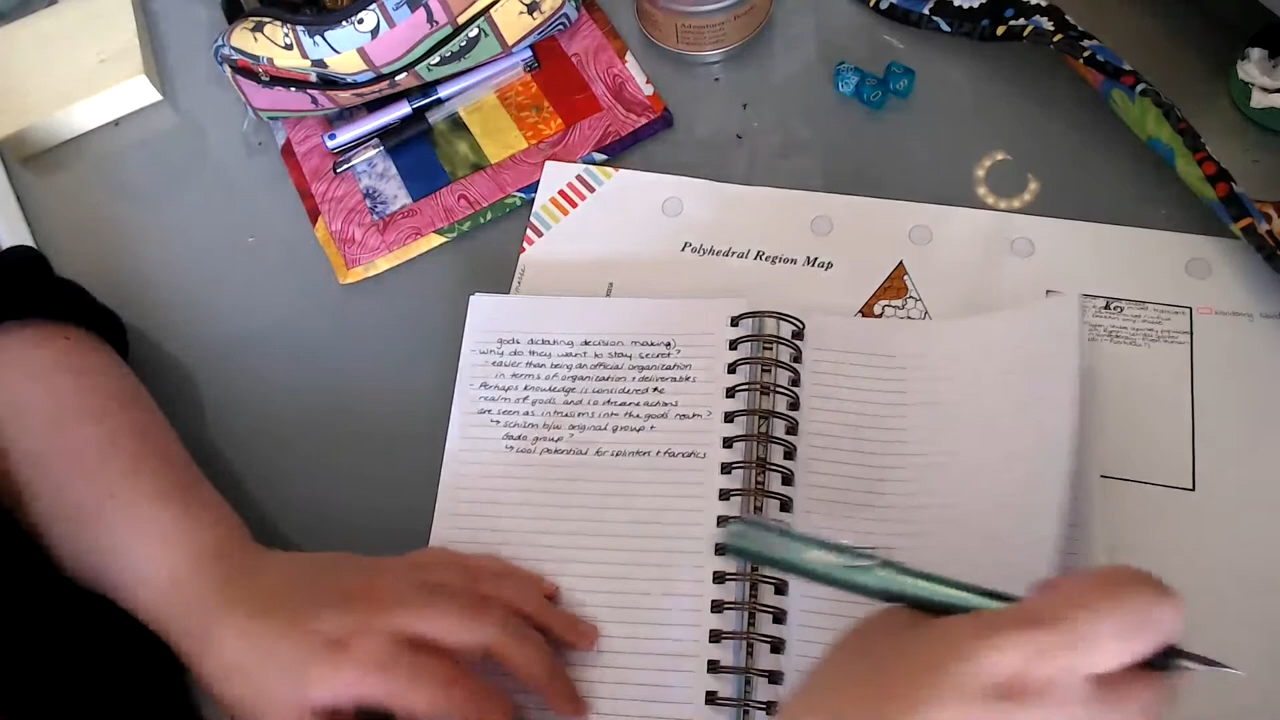 Adventurer's
Polyhedral Region Map
Key
gods dictating decision making)
- Why do they want to stay secret?
- easier than being an official organization
in terms of organization + deliverables
- Perhaps knowledge is considered the
realm of gods and so arcane actions
are seen as intrusions into the gods' realm?
↳ schism b/w original group +
group?
↳ cool potential for splinters + fanatics